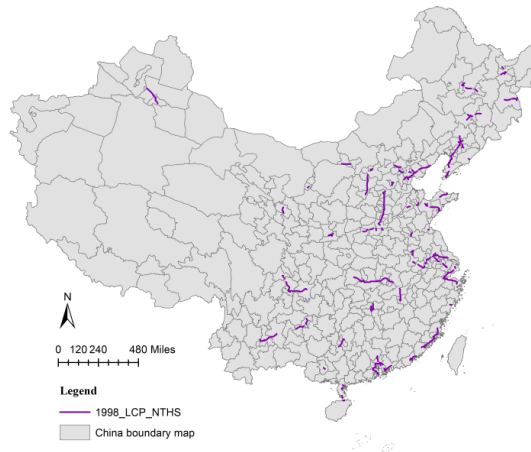 N
0 120 240 480 Miles
Legend
1998_LCP_NTHS
China boundary map